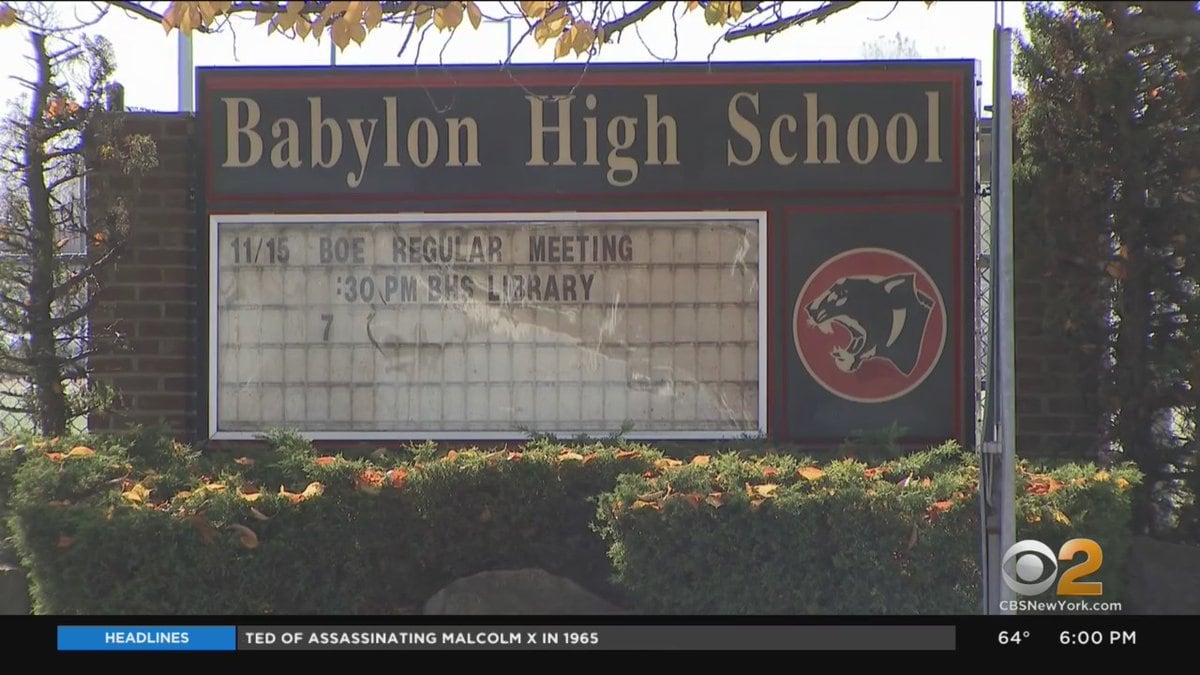 Babylon High School
11/15 BOE REGULAR MEETING
:30 PM BHS LIBRARY
7
2
CBSNewYork.com
HEADLINES TED OF ASSASSINATING MALCOLM X IN 1965 64° 6:00 PM